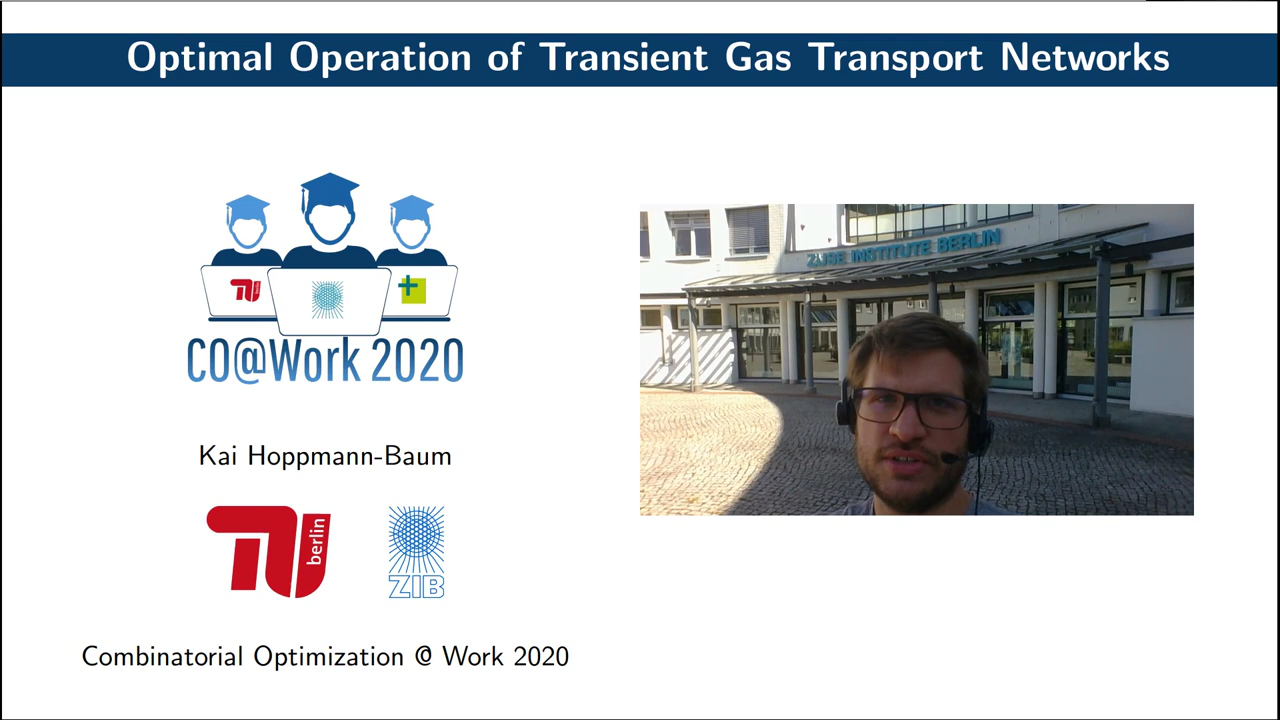 Optimal Operation of Transient Gas Transport Networks
CO@Work 2020
Kai Hoppmann-Baum
berlin
ZIB
Combinatorial Optimization @ Work 2020
ZUSE INSTITUTE BERLIN